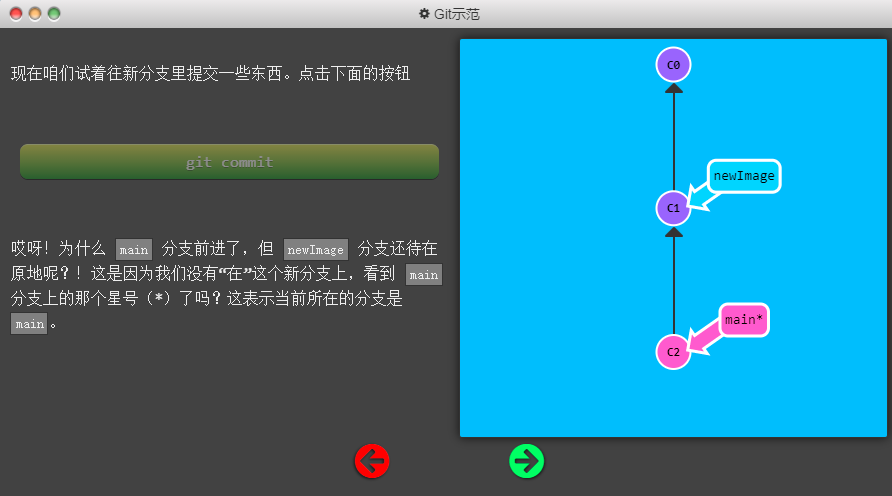 Git示范
现在咱们试着往新分支里提交一些东西。点击下面的按钮
git commit
哎呀！为什么 main 分支前进了，但 newImage 分支还待在
原地呢？！这是因为我们没有“在”这个新分支上，看到 main
分支上的那个星号（*）了吗？这表示当前所在的分支是
main。
C0
newImage
C1
main*
C2